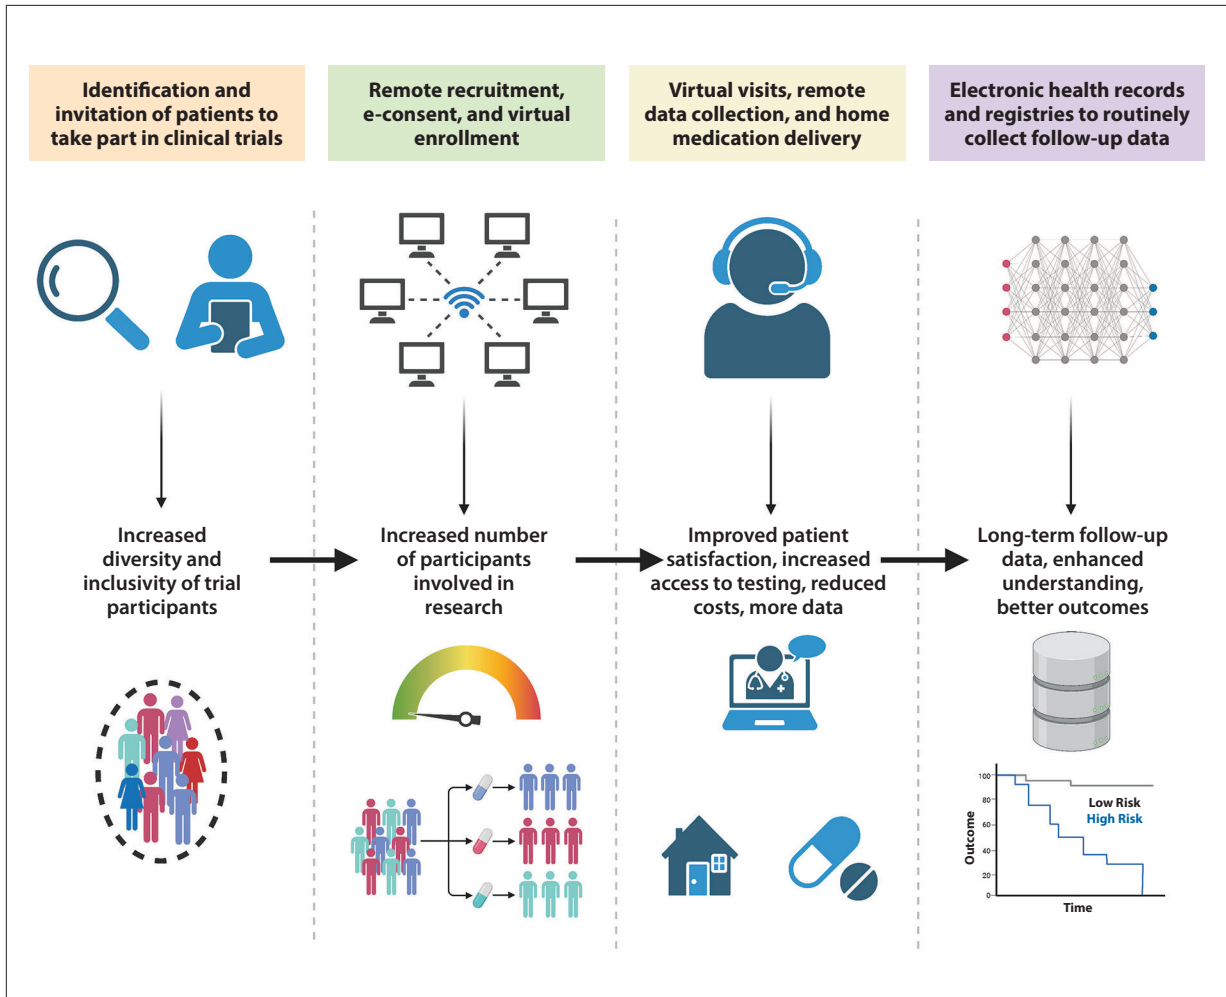 Identification and
invitation of patients to
take part in clinical trials
Remote recruitment,
e-consent, and virtual
enrollment
Virtual visits, remote
data collection, and home
medication delivery
Electronic health records
and registries to routinely
collect follow-up data
Increased
diversity and
inclusivity of trial
participants
Increased number
of participants
involved in
research
Improved patient
satisfaction, increased
access to testing, reduced
costs, more data
Long-term follow-up
data, enhanced
understanding,
better outcomes
100
80
60
40
20
0
Outcome
Low Risk
High Risk
Time